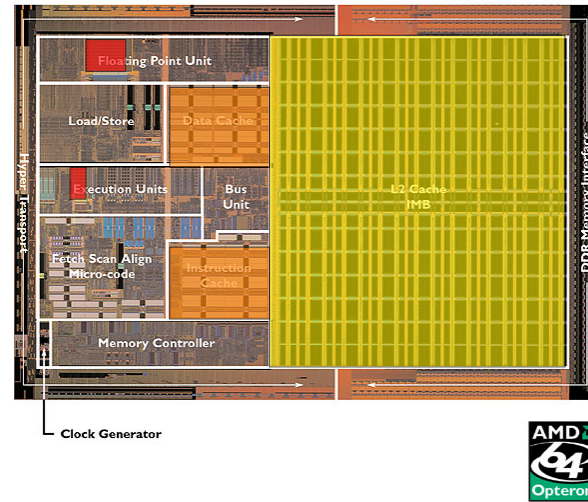 Floating Point Unit
Load/Store
Data Cache
Hyper Transport
Execution Units
Bus
Unit
L2 Cache
IMB
DDR Memory Interface
Fetch Scan Align
Micro-code
Instruction
Cache
Memory Controller
Clock Generator
AMD
64
Opteron